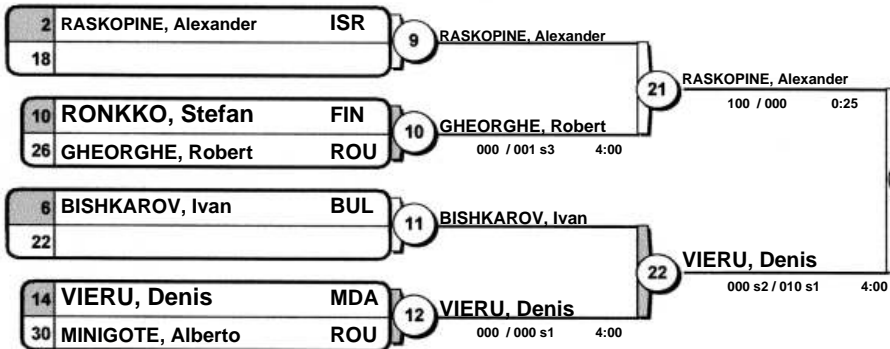 2 RASKOPINE, Alexander ISR
18
9 RASKOPINE, Alexander
10 RONKKO, Stefan FIN
26 GHEORGHE, Robert ROU
10 GHEORGHE, Robert
000 / 001 s3 4:00
21 RASKOPINE, Alexander
100 / 000 0:25
6 BISHKAROV, Ivan BUL
22
11 BISHKAROV, Ivan
14 VIERU, Denis MDA
30 MINIGOTE, Alberto ROU
12 VIERU, Denis
000 / 000 s1 4:00
22 VIERU, Denis
000 s2 / 010 s1 4:00